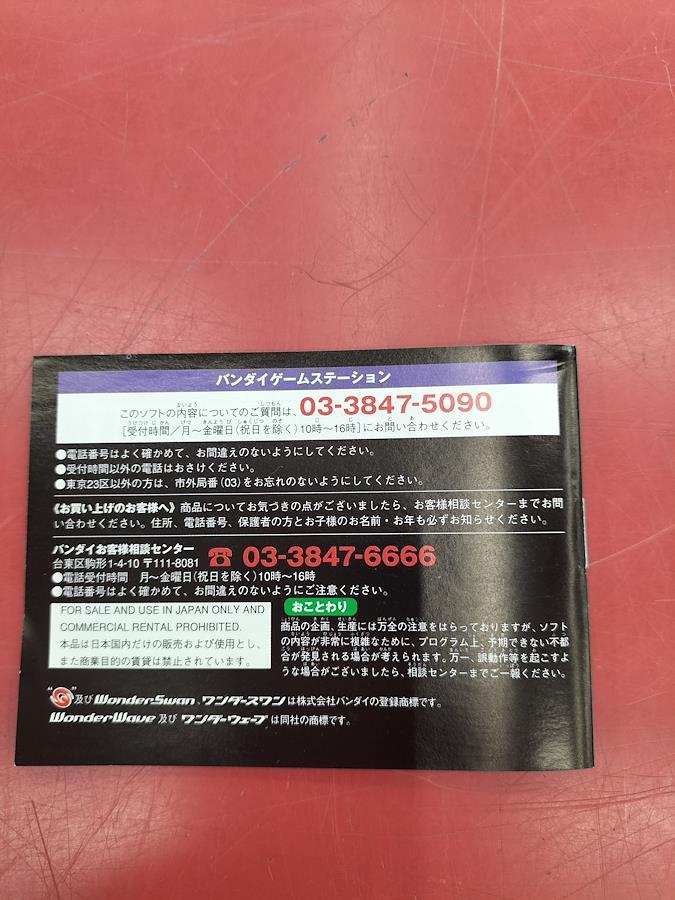 バンダイゲームステーション
このソフトの内容についてのご質問は、03-3847-5090
[受付時間／月〜金曜日(祝日を除く)10時〜16時]にお問い合わせください。
●電話番号はよく確かめて、お間違えのないようにしてください。
●受付時間以外の電話はおさけください。
●東京23区以外の方は、市外局番(03)をお忘れのないようにしてください。
《お買い上げのお客様へ》商品についてお気づきの点がございましたら、お客様相談センターまでお問
い合わせください。住所、電話番号、保護者の方とお子様のお名前・お年も必ずお知らせください。
バンダイお客様相談センター
台東区駒形1-4-10 〒111-8081 ☎ 03-3847-6666
●電話受付時間 月〜金曜日(祝日を除く)10時〜16時
●電話番号はよく確かめて、お間違えのないようにご注意ください。
FOR SALE AND USE IN JAPAN ONLY AND
COMMERCIAL RENTAL PROHIBITED.
本品は日本国内だけの販売および使用とし、
また商業目的の賃貸は禁止されています。
おことわり
商品の企画、生産には万全の注意をはらっておりますが、ソフト
の内容が非常に複雑なために、プログラム上、予期できない不都
合が発見される場合が考えられます。万一、誤動作等を起こすよ
うな場合がございましたら、相談センターまでご一報ください。
“ ”及び WonderSwan、ワンダースワン は株式会社バンダイの登録商標です。
WonderWave 及び ワンダーウェーブ は同社の商標です。